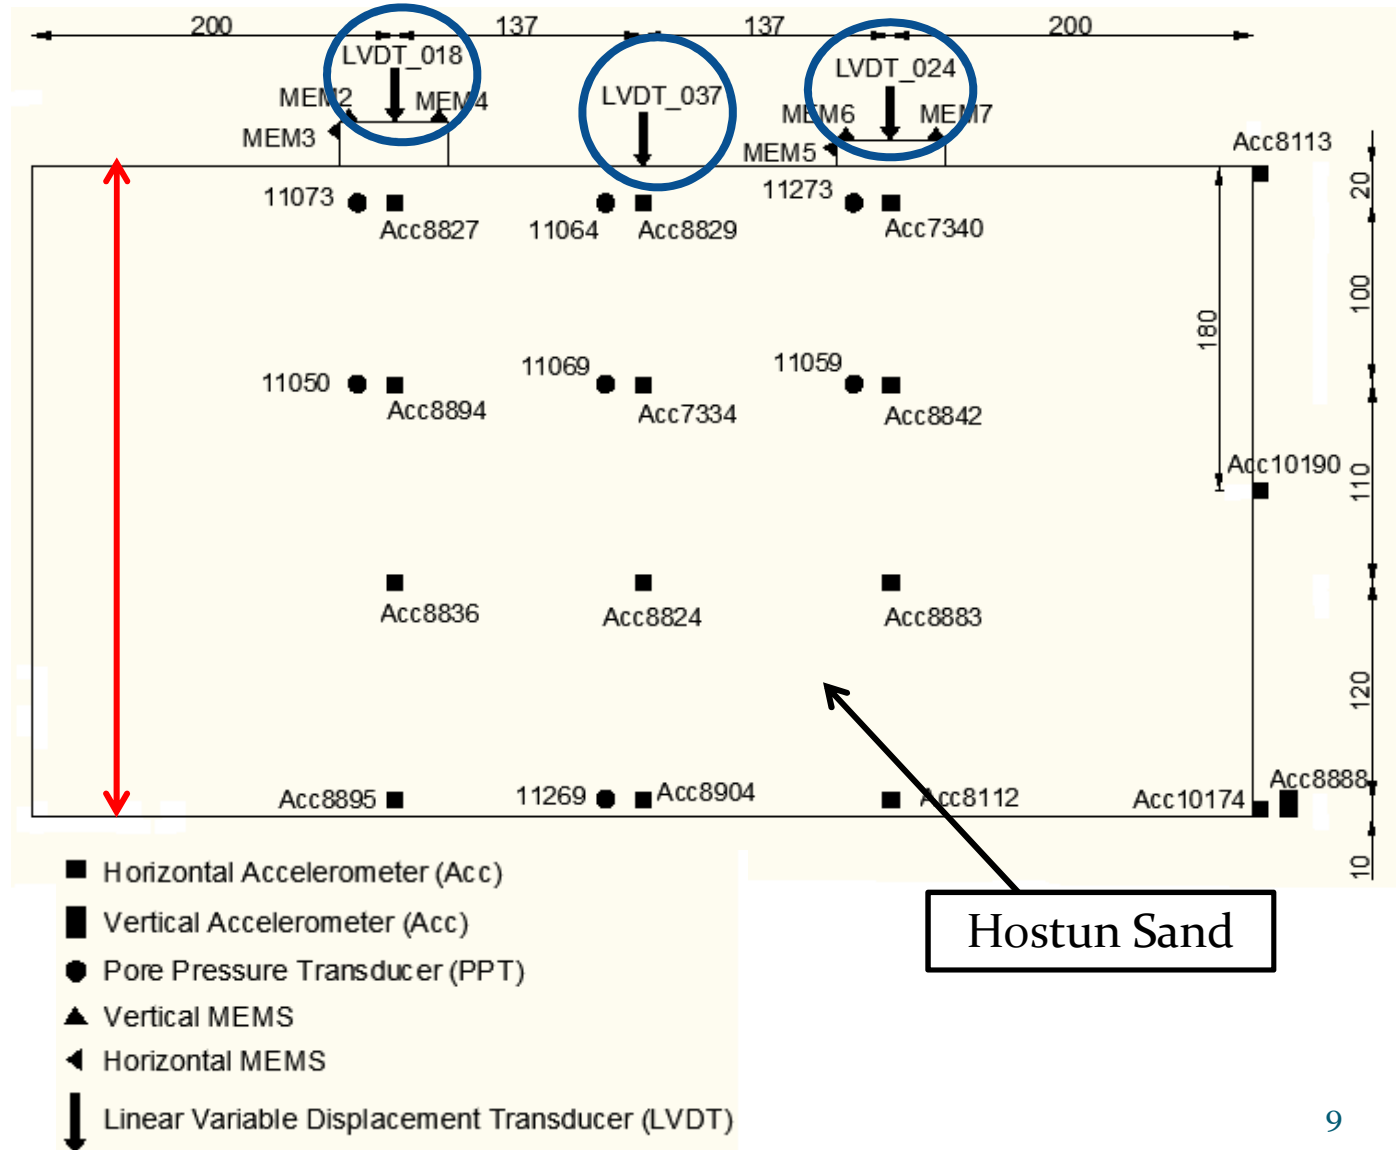 200 137 137 200
LVDT_018
LVDT_037
LVDT_024
MEM2 MEM4
MEM3
MEM6 MEM7
MEM5
Acc8113
20
11073
Acc8827
11064
Acc8829
11273
Acc7340
100
180
11050
Acc8894
11069
Acc7334
11059
Acc8842
Acc10190
110
Acc8836
Acc8824
Acc8883
120
Acc8895
11269
Acc8904
Acc8112
Acc10174
Acc8888
10
Horizontal Accelerometer (Acc)
Vertical Accelerometer (Acc)
Pore Pressure Transducer (PPT)
Vertical MEMS
Horizontal MEMS
Linear Variable Displacement Transducer (LVDT)
Hostun Sand
9